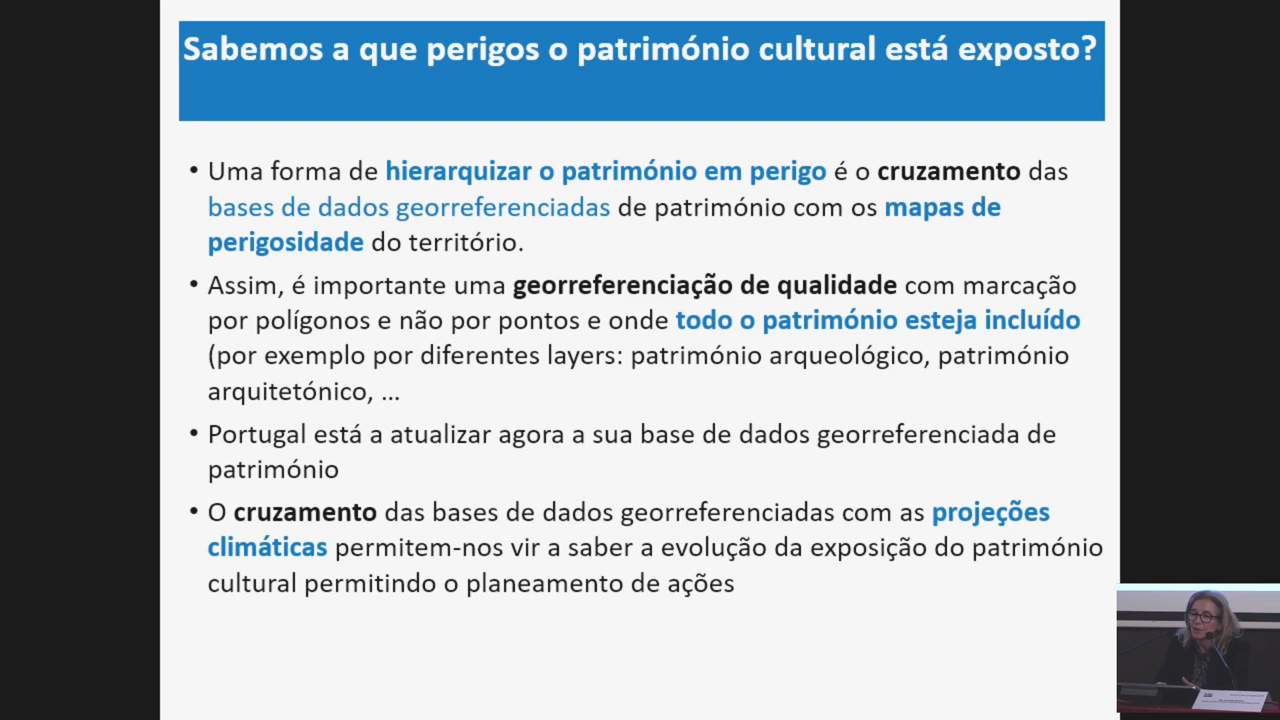 Sabemos a que perigos o património cultural está exposto?
• Uma forma de hierarquizar o património em perigo é o cruzamento das
bases de dados georreferenciadas de património com os mapas de
perigosidade do território.
• Assim, é importante uma georreferenciação de qualidade com marcação
por polígonos e não por pontos e onde todo o património esteja incluído
(por exemplo por diferentes layers: património arqueológico, património
arquitetónico, ...
• Portugal está a atualizar agora a sua base de dados georreferenciada de
património
• O cruzamento das bases de dados georreferenciadas com as projeções
climáticas permitem-nos vir a saber a evolução da exposição do património
cultural permitindo o planeamento de ações